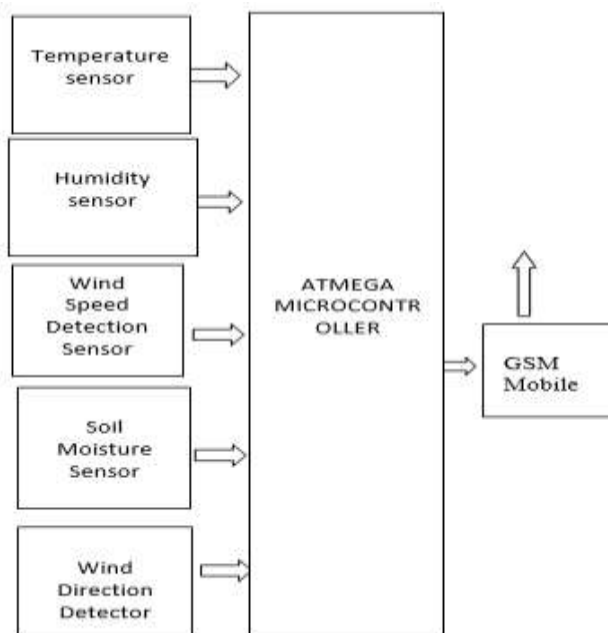 Temperature
sensor
Humidity
sensor
Wind
Speed
Detection
Sensor
Soil
Moisture
Sensor
Wind
Direction
Detector
ATMEGA
MICROCONTR
OLLER
GSM
Mobile